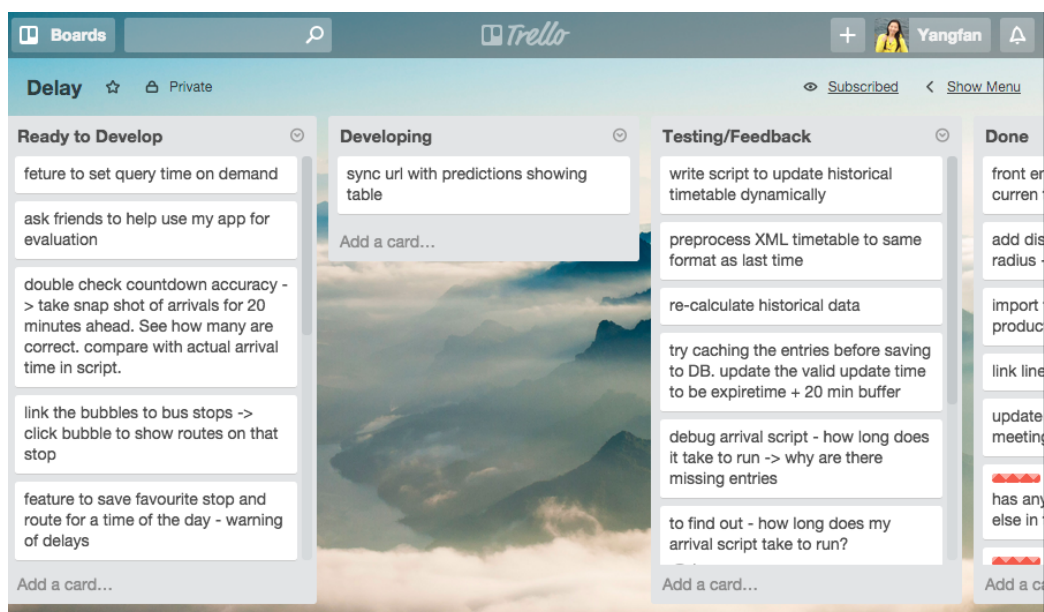 Boards
Trello
Yangfan
Delay
Private
Subscribed
Show Menu
Ready to Develop
feture to set query time on demand
ask friends to help use my app for
evaluation
double check countdown accuracy -
> take snap shot of arrivals for 20
minutes ahead. See how many are
correct. compare with actual arrival
time in script.
link the bubbles to bus stops ->
click bubble to show routes on that
stop
feature to save favourite stop and
route for a time of the day - warning
of delays
Add a card...
Developing
sync url with predictions showing
table
Add a card...
Testing/Feedback
write script to update historical
timetable dynamically
preprocess XML timetable to same
format as last time
re-calculate historical data
try caching the entries before saving
to DB. update the valid update time
to be expiretime + 20 min buffer
debug arrival script - how long does
it take to run -> why are there
missing entries
to find out - how long does my
arrival script take to run?
Add a card...
Done
front
curren
add
radius -
import
link line
update
meeting
has any
else in
Add a